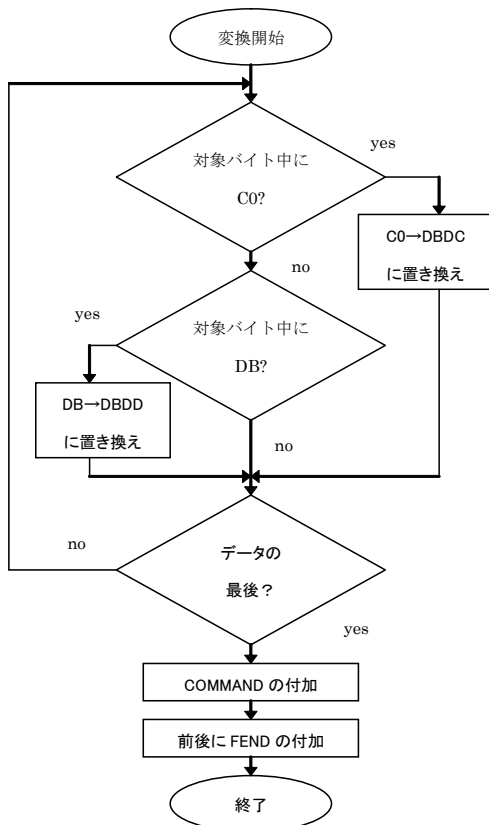 変換開始
対象バイト中に
C0?
yes
C0→DBDC
に置き換え
no
対象バイト中に
DB?
yes
DB→DBDD
に置き換え
no
データの
最後？
no
yes
COMMAND の付加
前後に FEND の付加
終了